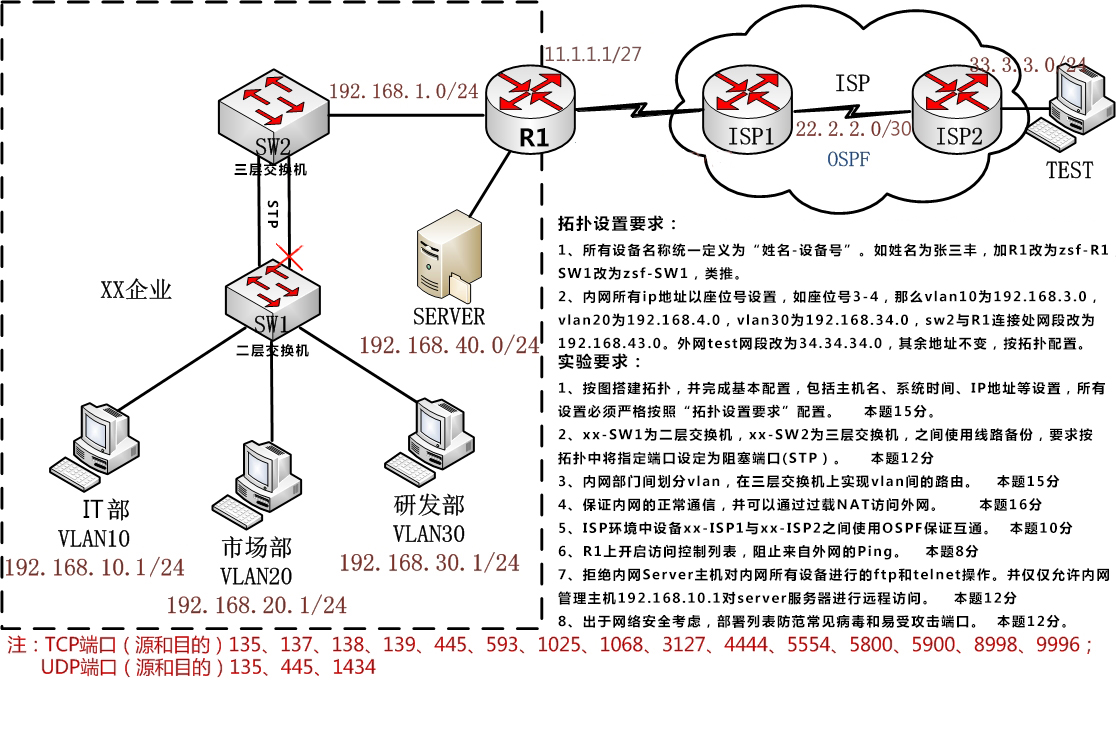 11.1.1.1/27
33.3.3.0/24
192.168.1.0/24
ISP
R1
ISP1
22.2.2.0/30
ISP2
OSPF
TEST
SW2
三层交换机
STP
XX企业
SW1
二层交换机
SERVER
192.168.40.0/24
IT部
VLAN10
192.168.10.1/24
市场部
VLAN20
192.168.20.1/24
研发部
VLAN30
192.168.30.1/24
拓扑设置要求：
1、所有设备名称统一定义为“姓名-设备号”。如姓名为张三丰，加R1改为zsf-R1
SW1改为zsf-SW1，类推。
2、内网所有ip地址以座位号设置，如座位号3-4，那么vlan10为192.168.3.0，
vlan20为192.168.4.0，vlan30为192.168.34.0，sw2与R1连接处网段改为
192.168.43.0。外网test网段改为34.34.34.0，其余地址不变，按拓扑配置。
实验要求：
1、按图搭建拓扑，并完成基本配置，包括主机名、系统时间、IP地址等设置，所有
设置必须严格按照“拓扑设置要求”配置。 本题15分。
2、xx-SW1为二层交换机，xx-SW2为三层交换机，之间使用线路备份，要求按
拓扑中将指定端口设定为阻塞端口(STP）。 本题12分
3、内网部门间划分vlan，在三层交换机上实现vlan间的路由。 本题15分
4、保证内网的正常通信，并可以通过过载NAT访问外网。 本题16分
5、ISP环境中设备xx-ISP1与xx-ISP2之间使用OSPF保证互通。 本题10分
6、R1上开启访问控制列表，阻止来自外网的Ping。 本题8分
7、拒绝内网Server主机对内网所有设备进行的ftp和telnet操作。并仅仅允许内网
管理主机192.168.10.1对server服务器进行远程访问。 本题12分
8、出于网络安全考虑，部署列表防范常见病毒和易受攻击端口。 本题12分。
注：TCP端口（源和目的）135、137、138、139、445、593、1025、1068、3127、4444、5554、5800、5900、8998、9996；
UDP端口（源和目的）135、445、1434